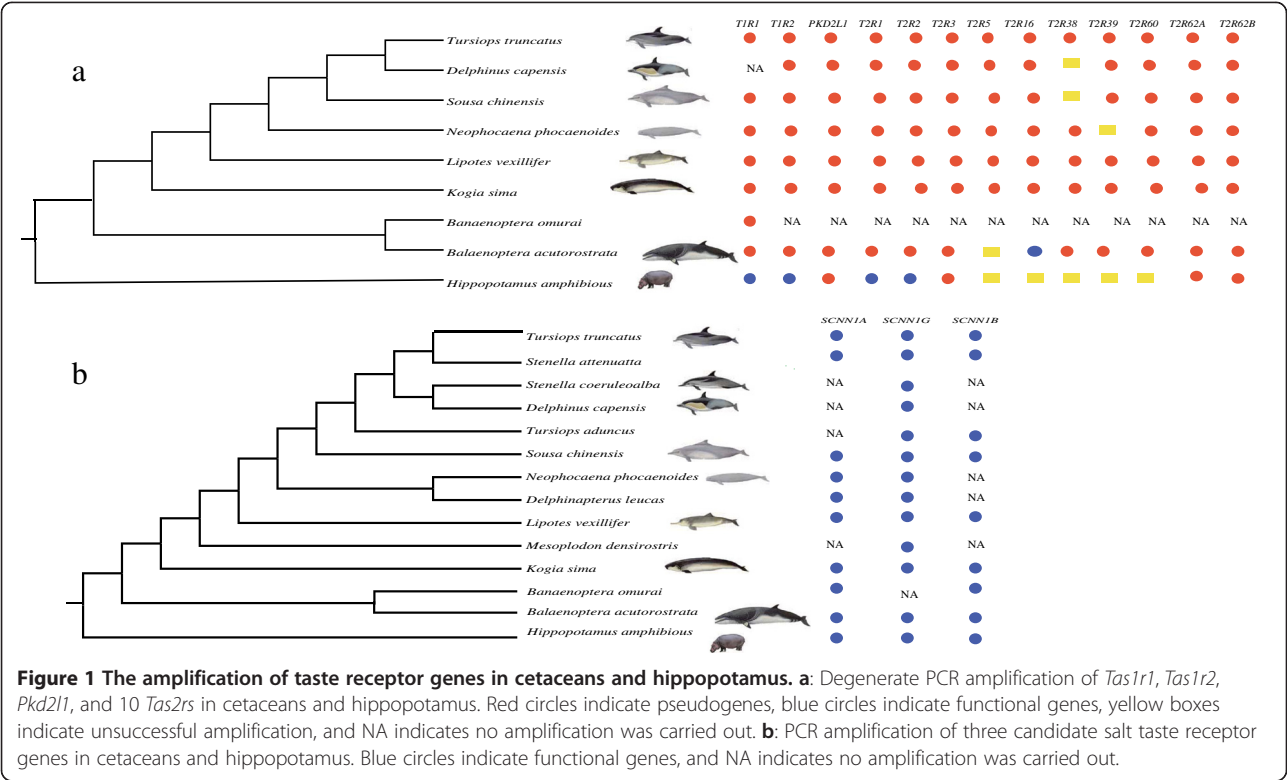 T1R1 T1R2 PKD2L1 T2R1 T2R2 T2R3 T2R5 T2R16 T2R38 T2R39 T2R60 T2R62A T2R62B
a
Tursiops truncatus
Delphinus capensis NA
Sousa chinensis
Neophocaena phocaenoides
Lipotes vexillifer
Kogia sima
Banaenoptera omurai NA NA NA NA NA NA NA NA NA NA NA NA
Balaenoptera acutorostrata
Hippopotamus amphibious
SCNN1A SCNN1G SCNN1B
b
Tursiops truncatus
Stenella attenuatta
Stenella coeruleoalba NA NA
Delphinus capensis NA NA
Tursiops aduncus NA
Sousa chinensis
Neophocaena phocaenoides NA
Delphinapterus leucas NA
Lipotes vexillifer
Mesoplodon densirostris NA NA
Kogia sima
Banaenoptera omurai NA
Balaenoptera acutorostrata
Hippopotamus amphibious
Figure 1 The amplification of taste receptor genes in cetaceans and hippopotamus. a: Degenerate PCR amplification of Tas1r1, Tas1r2,
Pkd2l1, and 10 Tas2rs in cetaceans and hippopotamus. Red circles indicate pseudogenes, blue circles indicate functional genes, yellow boxes
indicate unsuccessful amplification, and NA indicates no amplification was carried out. b: PCR amplification of three candidate salt taste receptor
genes in cetaceans and hippopotamus. Blue circles indicate functional genes, and NA indicates no amplification was carried out.